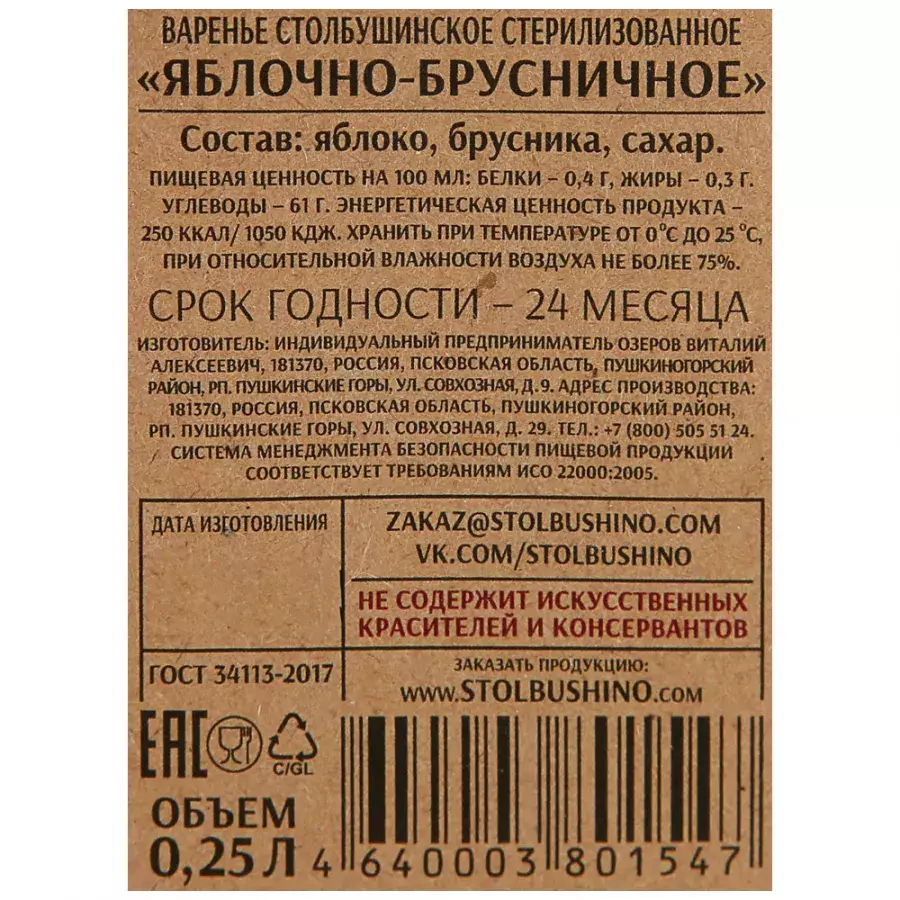 ВАРЕНЬЕ СТОЛБУШИНСКОЕ СТЕРИЛИЗОВАННОЕ
«ЯБЛОЧНО-БРУСНИЧНОЕ»
Состав: яблоко, брусника, сахар.
ПИЩЕВАЯ ЦЕННОСТЬ НА 100 МЛ: БЕЛКИ – 0,4 Г, ЖИРЫ – 0,3 Г.
УГЛЕВОДЫ – 61 Г. ЭНЕРГЕТИЧЕСКАЯ ЦЕННОСТЬ ПРОДУКТА –
250 ККАЛ/ 1050 КДЖ. ХРАНИТЬ ПРИ ТЕМПЕРАТУРЕ ОТ 0°С ДО 25 °С,
ПРИ ОТНОСИТЕЛЬНОЙ ВЛАЖНОСТИ ВОЗДУХА НЕ БОЛЕЕ 75%.
СРОК ГОДНОСТИ – 24 МЕСЯЦА
ИЗГОТОВИТЕЛЬ: ИНДИВИДУАЛЬНЫЙ ПРЕДПРИНИМАТЕЛЬ ОЗЕРОВ ВИТАЛИЙ
АЛЕКСЕЕВИЧ, 181370, РОССИЯ, ПСКОВСКАЯ ОБЛАСТЬ, ПУШКИНОГОРСКИЙ
РАЙОН, РП. ПУШКИНСКИЕ ГОРЫ, УЛ. СОВХОЗНАЯ, Д. 9. АДРЕС ПРОИЗВОДСТВА:
181370, РОССИЯ, ПСКОВСКАЯ ОБЛАСТЬ, ПУШКИНОГОРСКИЙ РАЙОН,
РП. ПУШКИНСКИЕ ГОРЫ, УЛ. СОВХОЗНАЯ, Д. 29. ТЕЛ.: +7 (800) 505 51 24.
СИСТЕМА МЕНЕДЖМЕНТА БЕЗОПАСНОСТИ ПИЩЕВОЙ ПРОДУКЦИИ
СООТВЕТСТВУЕТ ТРЕБОВАНИЯМ ИСО 22000:2005.
ДАТА ИЗГОТОВЛЕНИЯ
ZAKAZ@STOLBUSHINO.COM
VK.COM/STOLBUSHINO
НЕ СОДЕРЖИТ ИСКУССТВЕННЫХ
КРАСИТЕЛЕЙ И КОНСЕРВАНТОВ
ГОСТ 34113-2017
ЗАКАЗАТЬ ПРОДУКЦИЮ:
WWW.STOLBUSHINO.COM
EAC
C/GL
ОБЪЕМ
0,25 Л
4 640003 801547